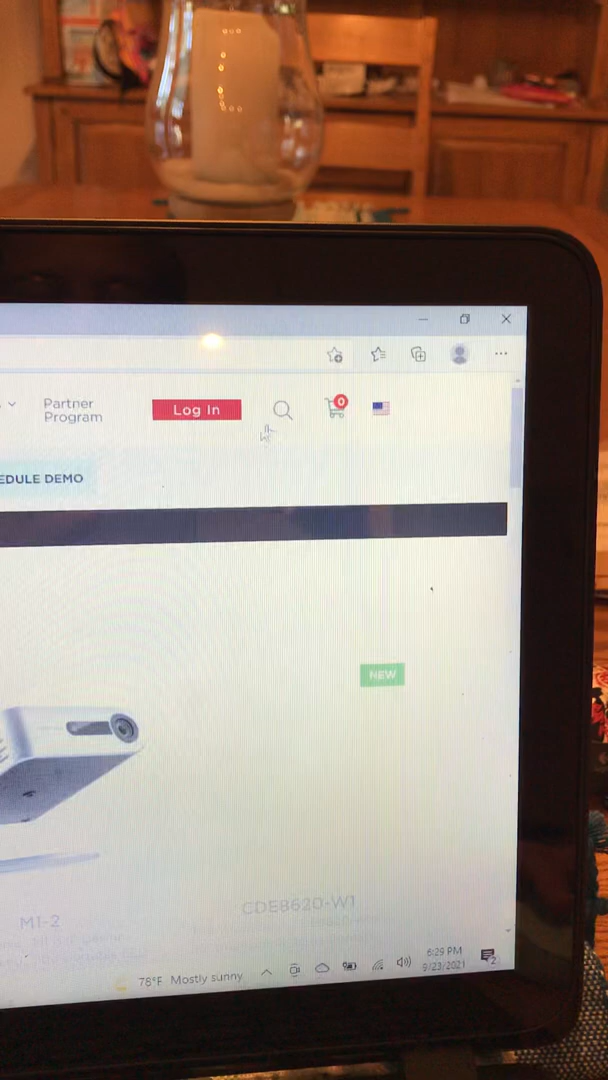 Partner
Program
Log In
0
EDULE DEMO
NEW
M1-2
CDE8620-W1
78°F Mostly sunny
6:29 PM
9/23/2021
2